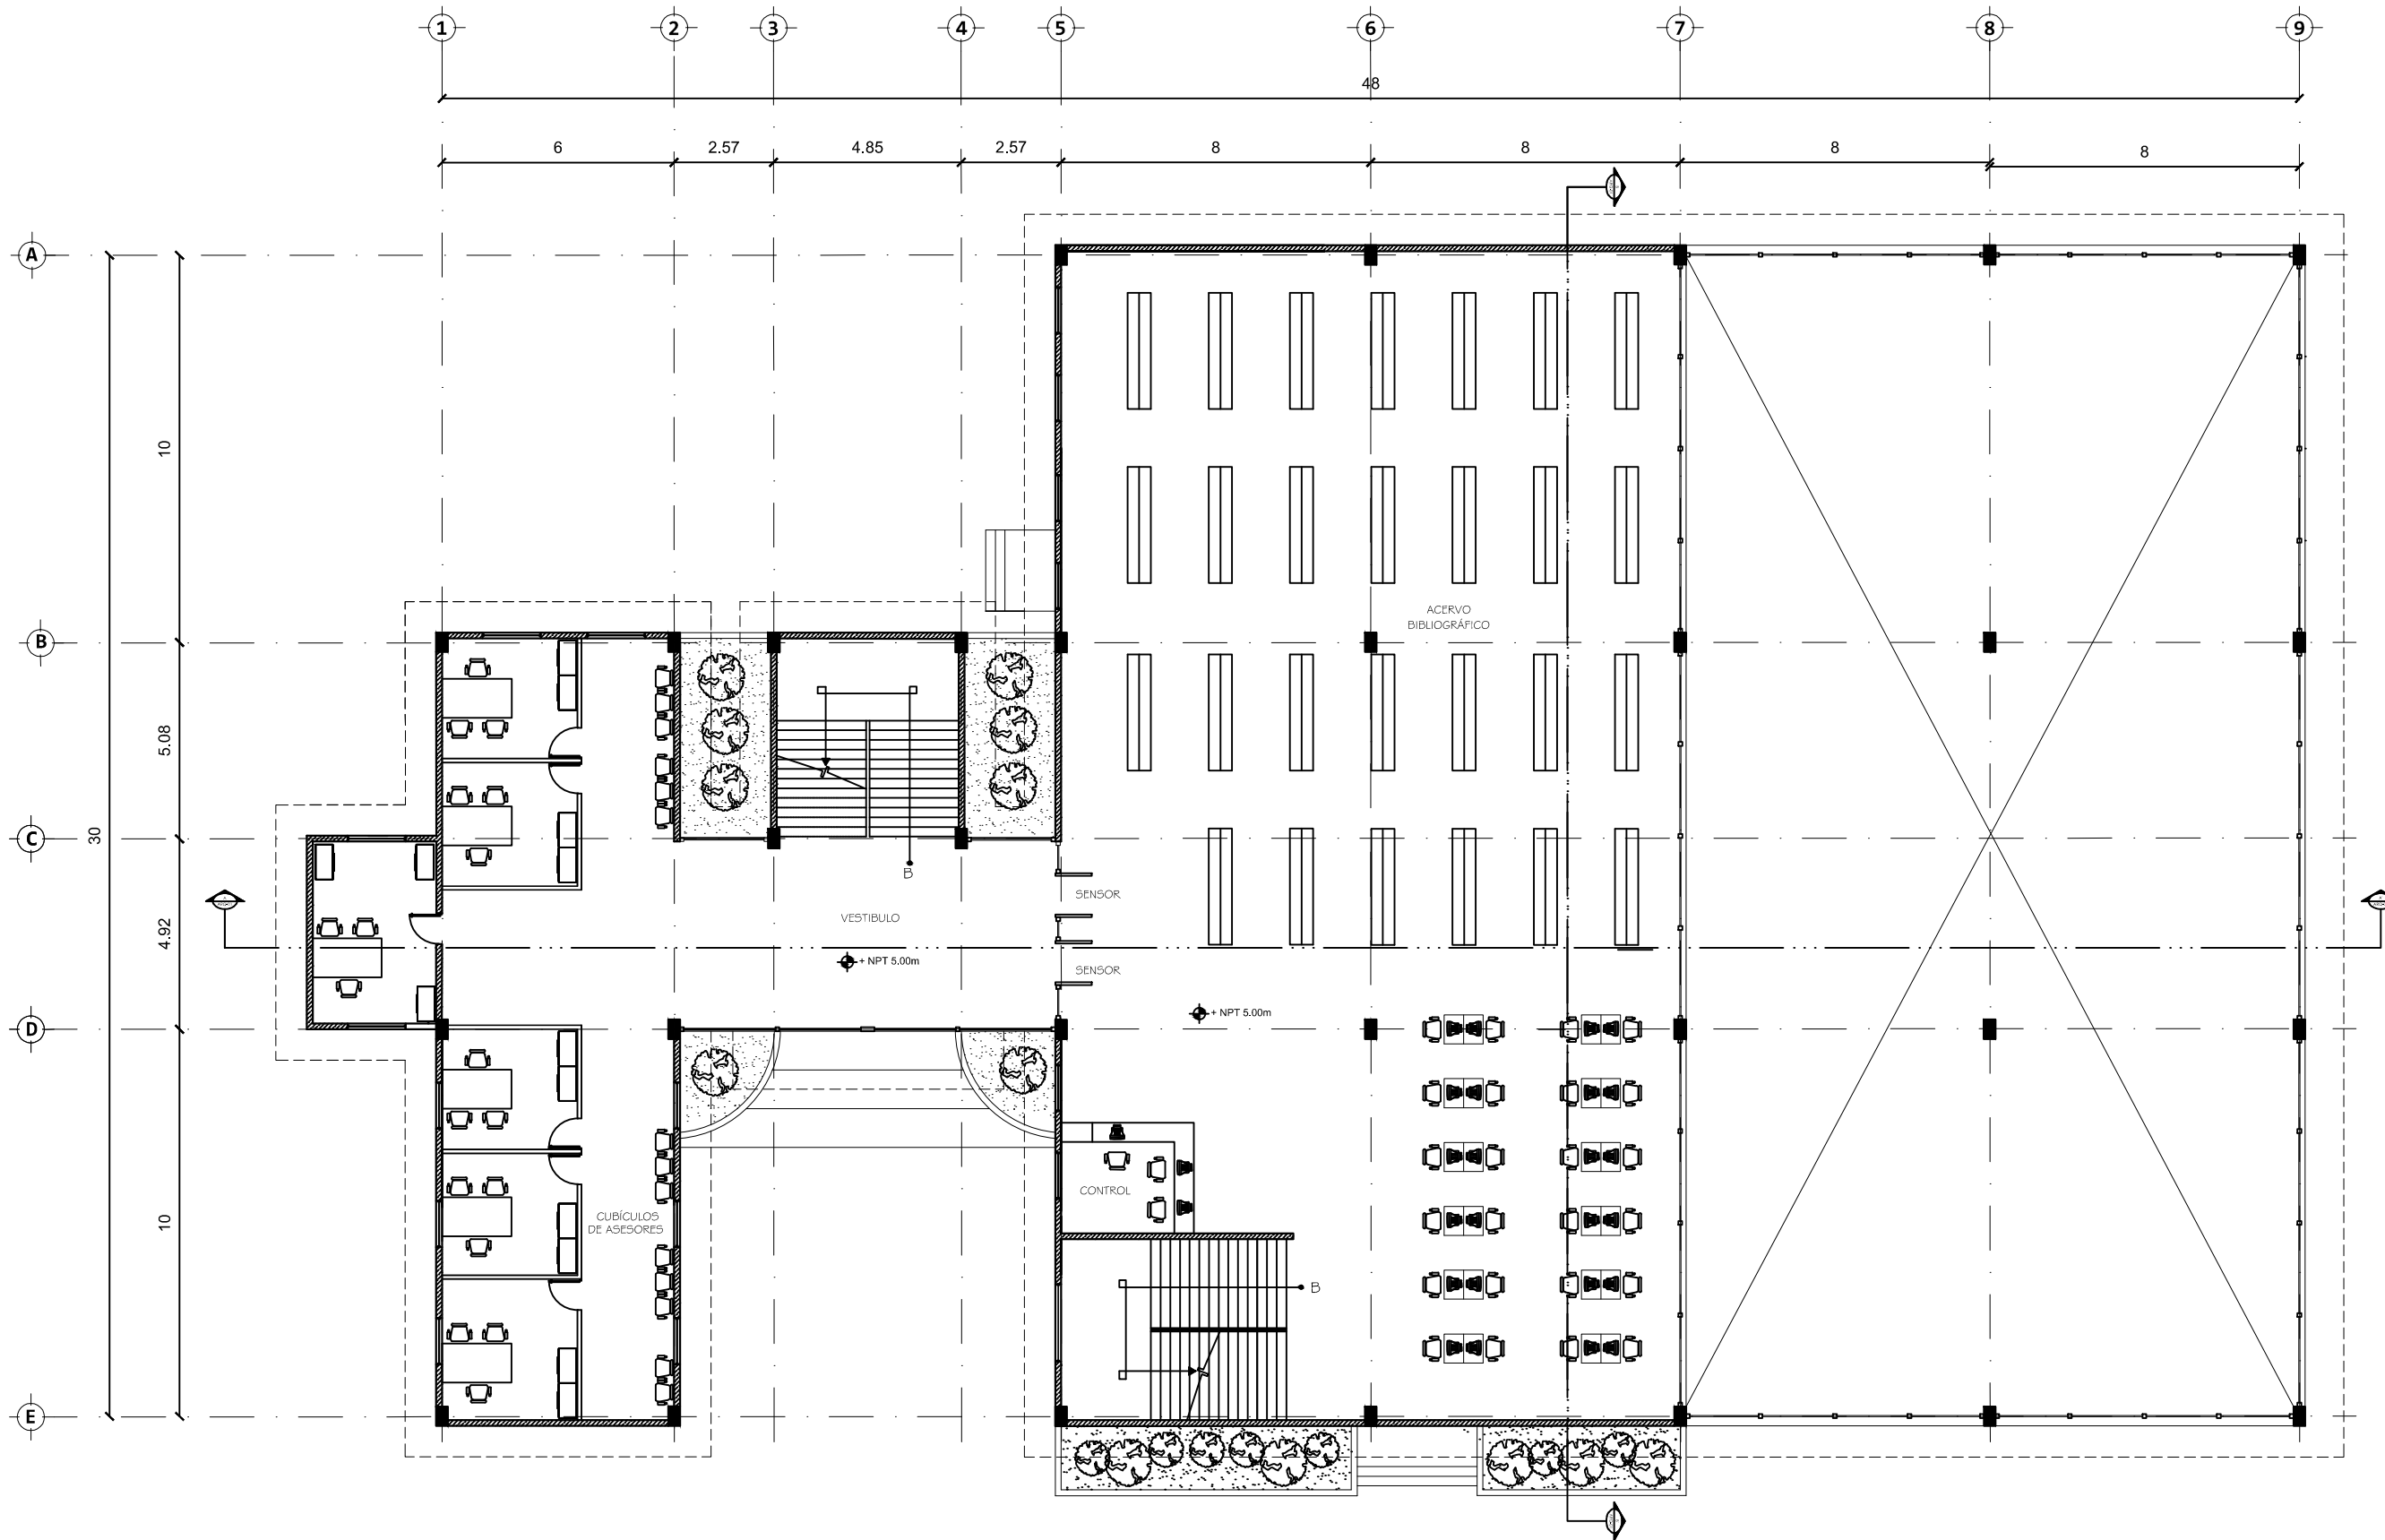 1 2 3 4 5 6 7 8 9
48
6 2.57 4.85 2.57 8 8 8 8
A
10
ACERVO
BIBLIOGRÁFICO
B
5.08
30
C
B
SENSOR
VESTIBULO
4.92
+ NPT 5.00m
SENSOR
+ NPT 5.00m
D
CONTROL
10
CUBÍCULOS
DE ASESORES
B
E